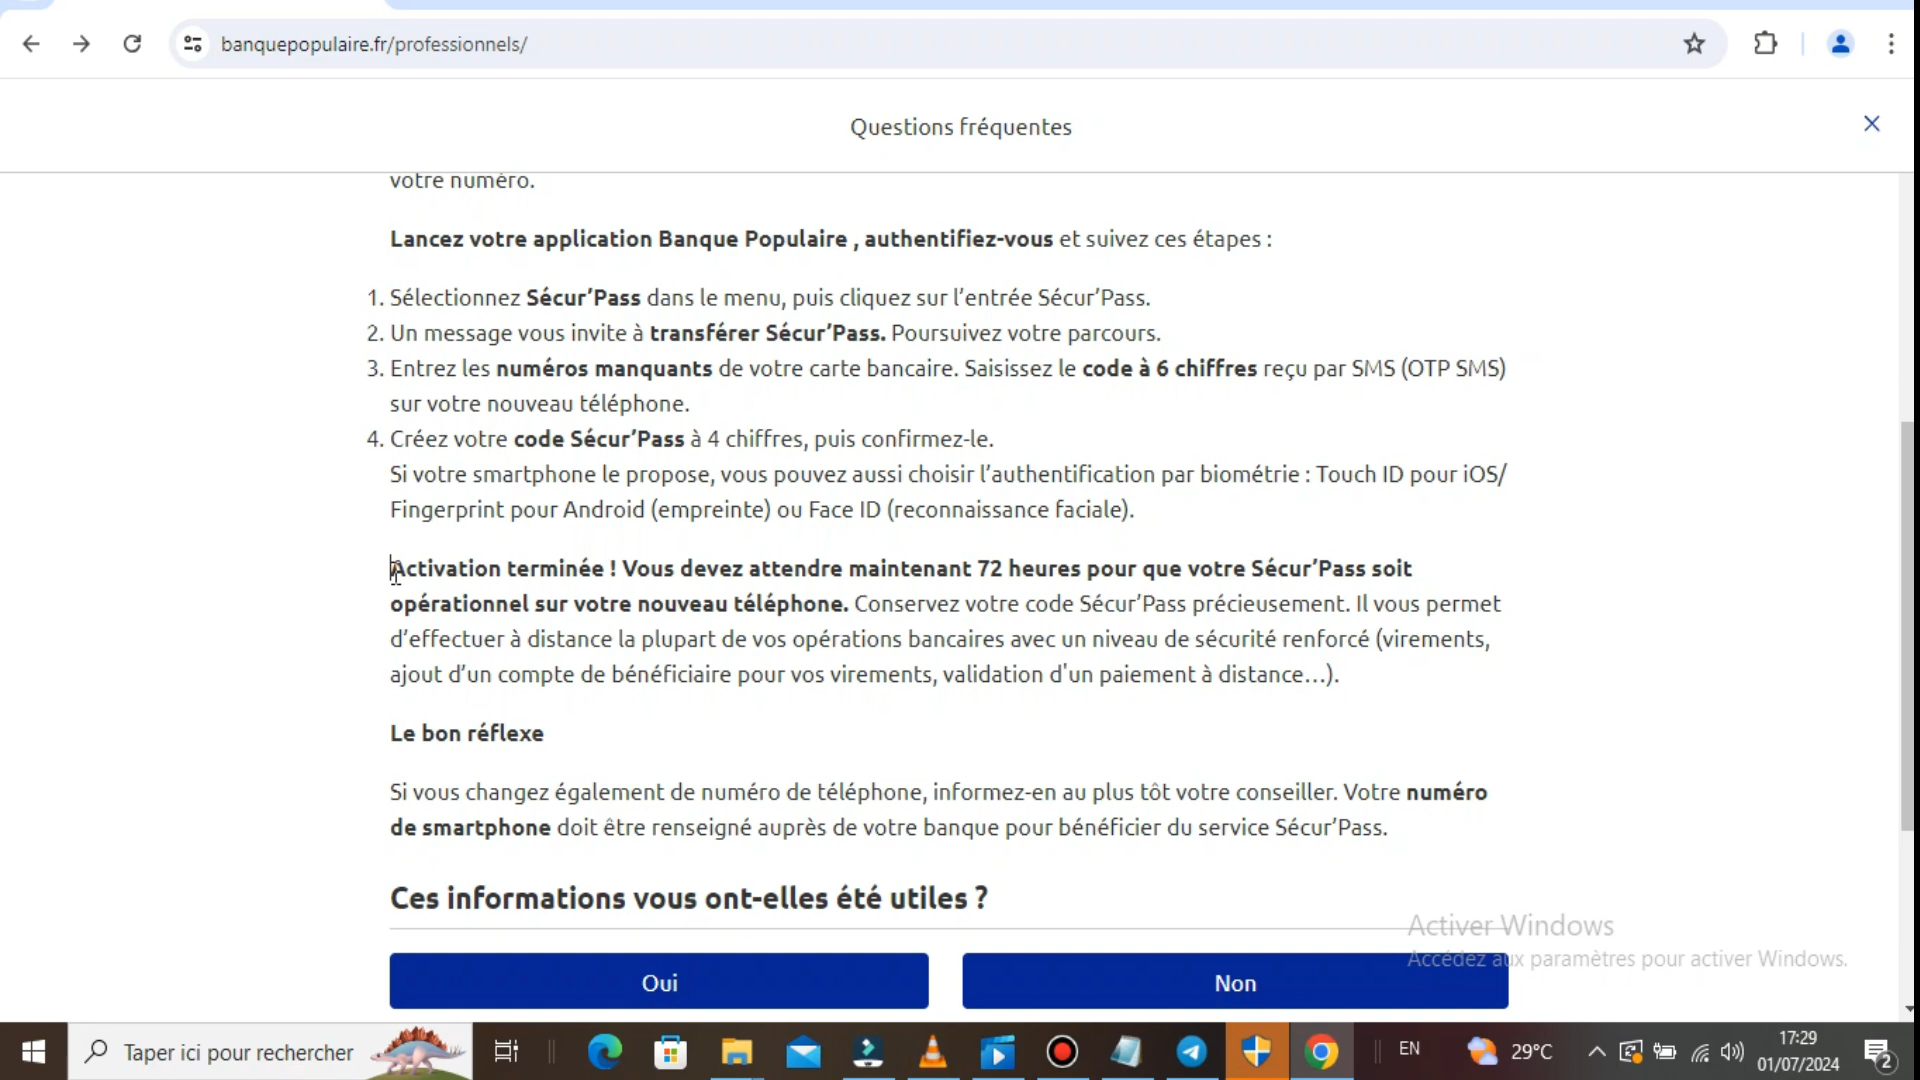 banquepopulaire.fr/professionnels/
Questions fréquentes
votre numéro.
Lancez votre application Banque Populaire , authentifiez-vous et suivez ces étapes :
1. Sélectionnez Sécur’Pass dans le menu, puis cliquez sur l’entrée Sécur’Pass.
2. Un message vous invite à transférer Sécur’Pass. Poursuivez votre parcours.
3. Entrez les numéros manquants de votre carte bancaire. Saisissez le code à 6 chiffres reçu par SMS (OTP SMS)
sur votre nouveau téléphone.
4. Créez votre code Sécur’Pass à 4 chiffres, puis confirmez-le.
Si votre smartphone le propose, vous pouvez aussi choisir l’authentification par biométrie : Touch ID pour iOS/
Fingerprint pour Android (empreinte) ou Face ID (reconnaissance faciale).
Activation terminée ! Vous devez attendre maintenant 72 heures pour que votre Sécur’Pass soit
opérationnel sur votre nouveau téléphone. Conservez votre code Sécur’Pass précieusement. Il vous permet
d’effectuer à distance la plupart de vos opérations bancaires avec un niveau de sécurité renforcé (virements,
ajout d’un compte de bénéficiaire pour vos virements, validation d'un paiement à distance…).
Le bon réflexe
Si vous changez également de numéro de téléphone, informez-en au plus tôt votre conseiller. Votre numéro
de smartphone doit être renseigné auprès de votre banque pour bénéficier du service Sécur’Pass.
Ces informations vous ont-elles été utiles ?
Activer Windows
Accédez aux paramètres pour activer Windows.
Oui
Non
Taper ici pour rechercher
EN
29°C
17:29
01/07/2024
2